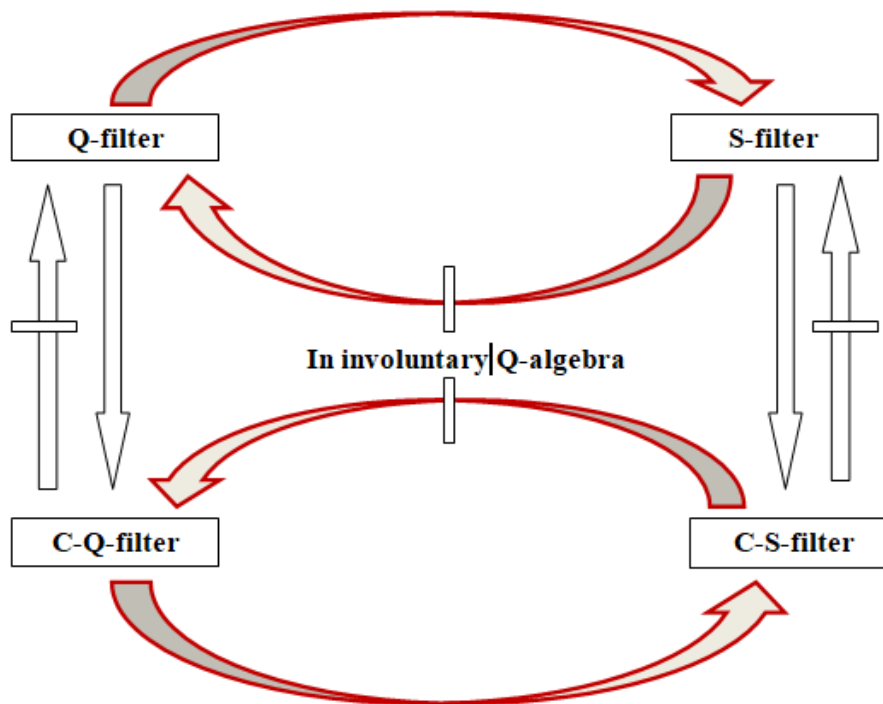 Q-filter
S-filter
In involuntary Q-algebra
C-Q-filter
C-S-filter